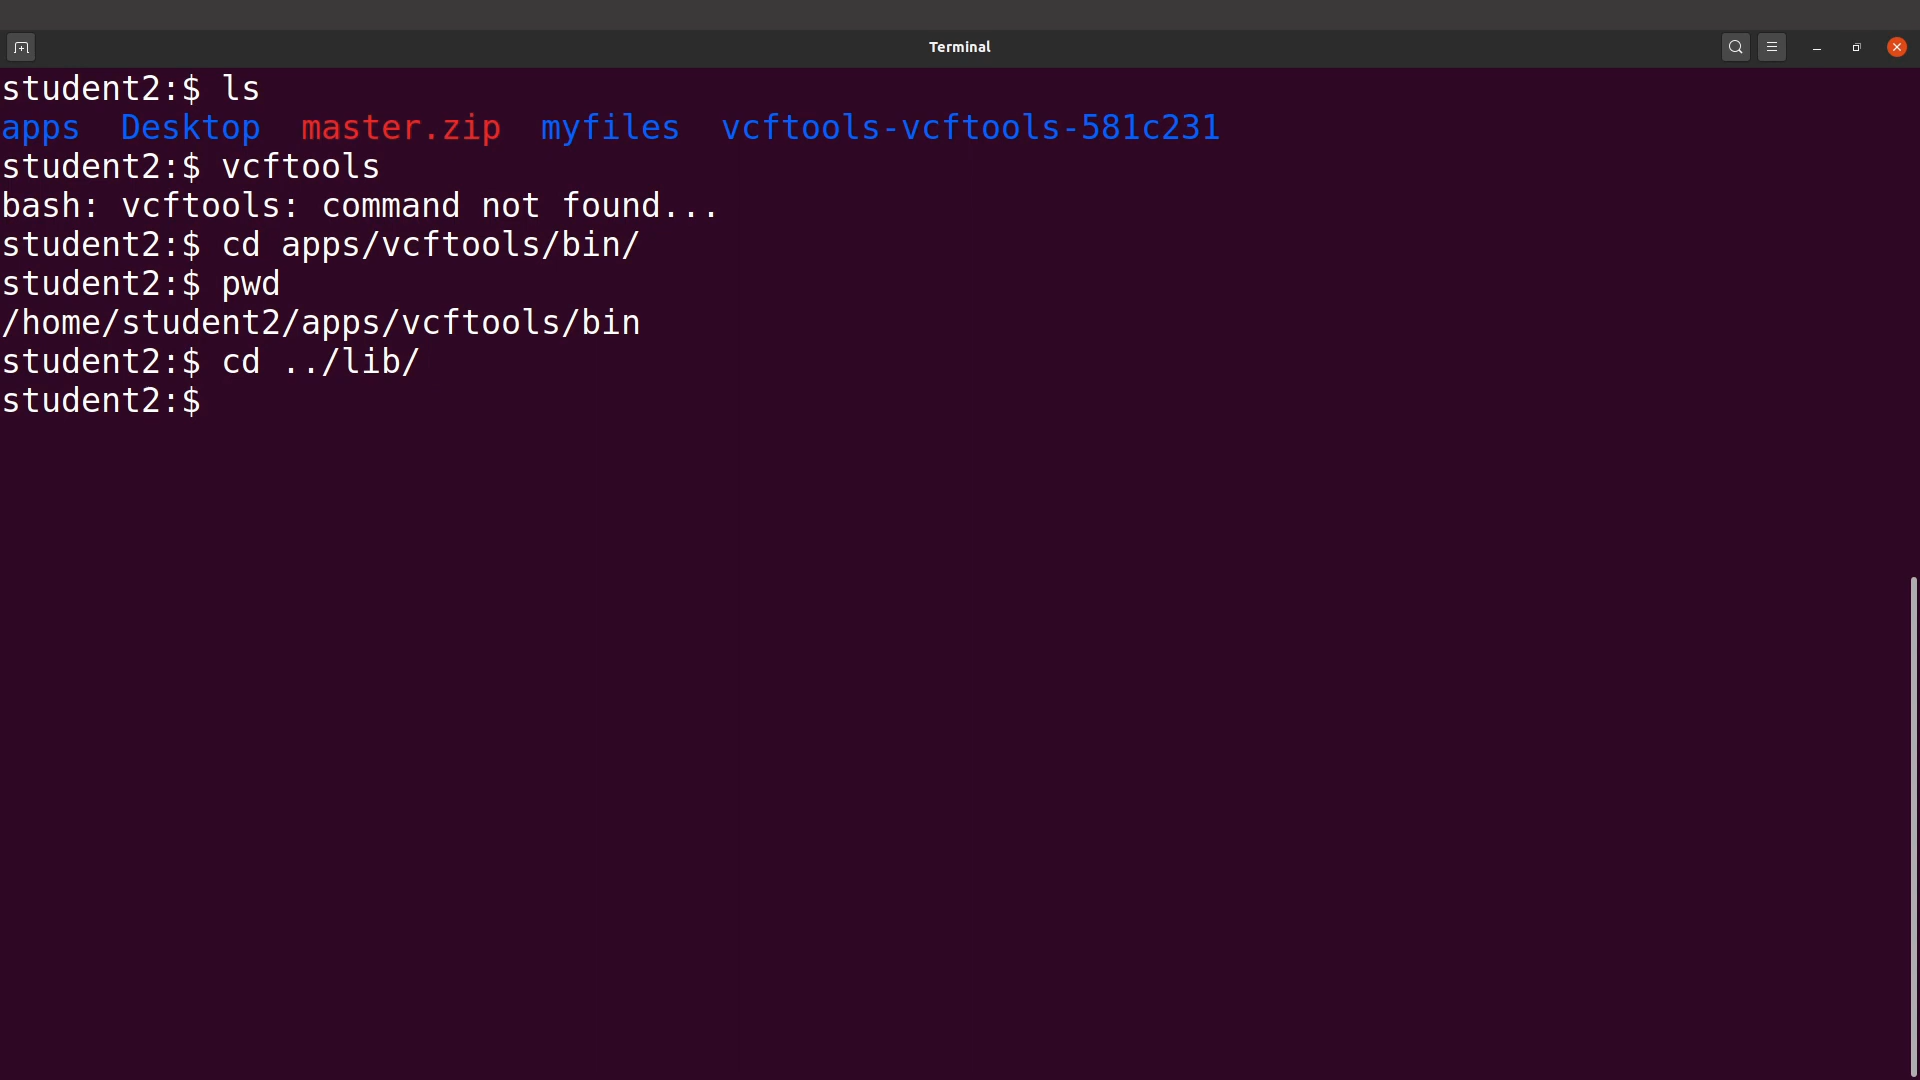 Terminal
student2:$ ls
apps  Desktop  master.zip  myfiles  vcftools-vcftools-581c231
student2:$ vcftools
bash: vcftools: command not found...
student2:$ cd apps/vcftools/bin/
student2:$ pwd
/home/student2/apps/vcftools/bin
student2:$ cd ../lib/
student2:$